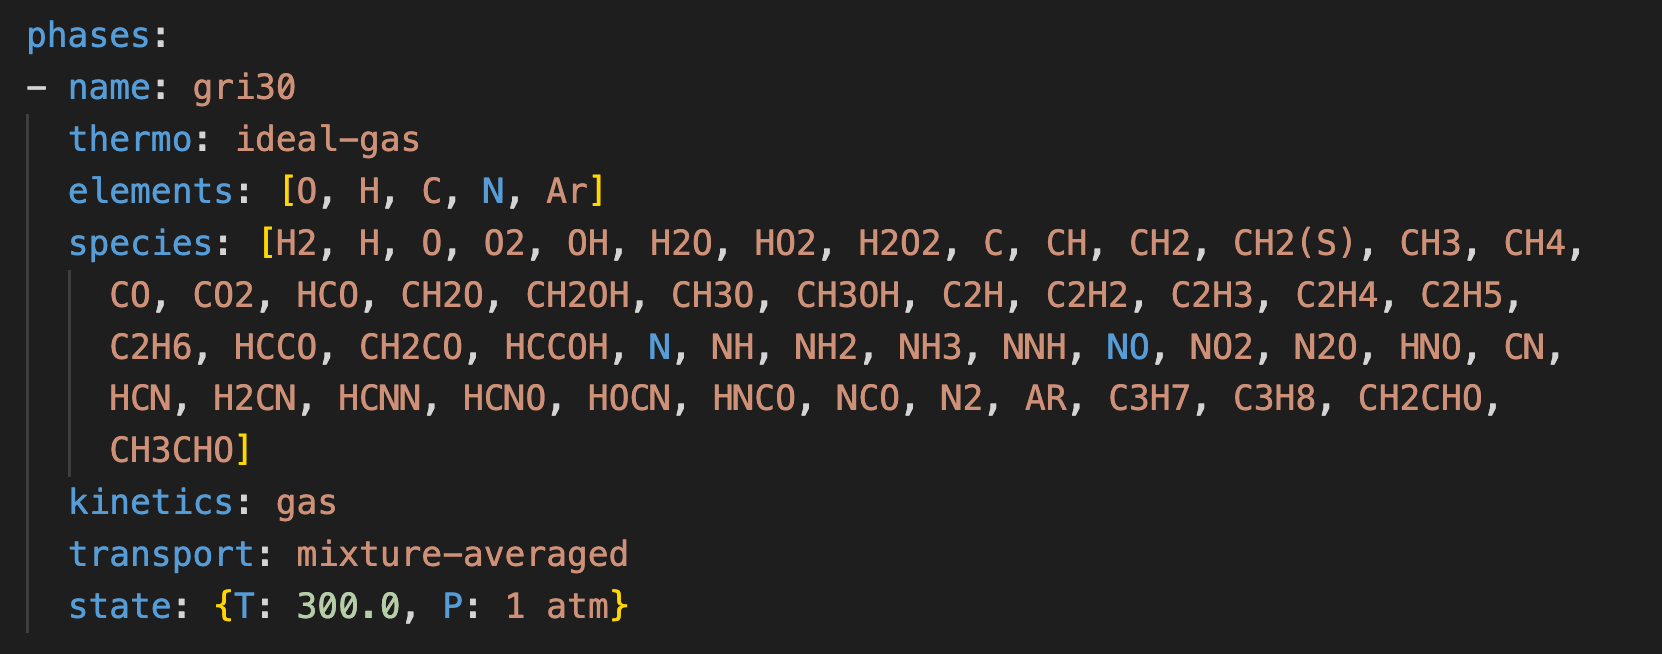 phases:
- name: gri30
thermo: ideal-gas
elements: [O, H, C, N, Ar]
species: [H2, H, O, O2, OH, H2O, HO2, H2O2, C, CH, CH2, CH2(S), CH3, CH4,
CO, CO2, HCO, CH2O, CH2OH, CH3O, CH3OH, C2H, C2H2, C2H3, C2H4, C2H5,
C2H6, HCCO, CH2CO, HCCOH, N, NH, NH2, NH3, NNH, NO, NO2, N2O, HNO, CN,
HCN, H2CN, HCNN, HCNO, HOCN, HNCO, NCO, N2, AR, C3H7, C3H8, CH2CHO,
CH3CHO]
kinetics: gas
transport: mixture-averaged
state: {T: 300.0, P: 1 atm}